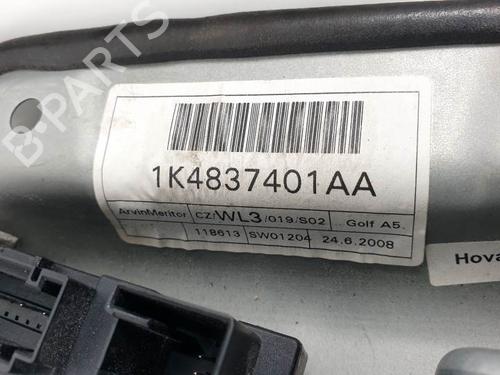 B-PARTS
1K4837401AA
ArvinMeritor CZ/WL3/019/S02 Golf A5.
118613 SW01204 24.6.2008
Hova